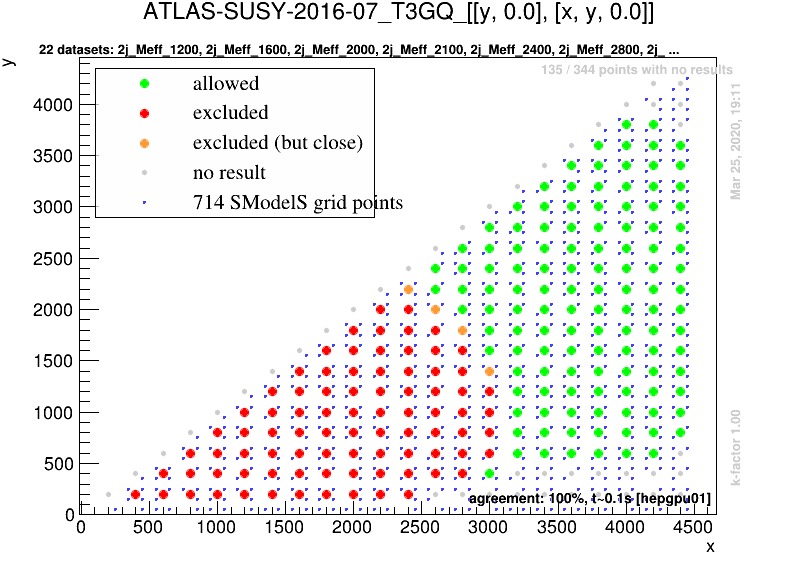 ATLAS-SUSY-2016-07_T3GQ_[[y, 0.0], [x, y, 0.0]]
22 datasets: 2j_Meff_1200, 2j_Meff_1600, 2j_Meff_2000, 2j_Meff_2100, 2j_Meff_2400, 2j_Meff_2800, 2j_ ...
y
135 / 344 points with no results
allowed
excluded
excluded (but close)
no result
714 SModelS grid points
Mar 25, 2020, 19:11
k-factor 1.00
4000
3500
3000
2500
2000
1500
1000
500
0
agreement: 100%, t~0.1s [hepgpu01]
0 500 1000 1500 2000 2500 3000 3500 4000 4500
x